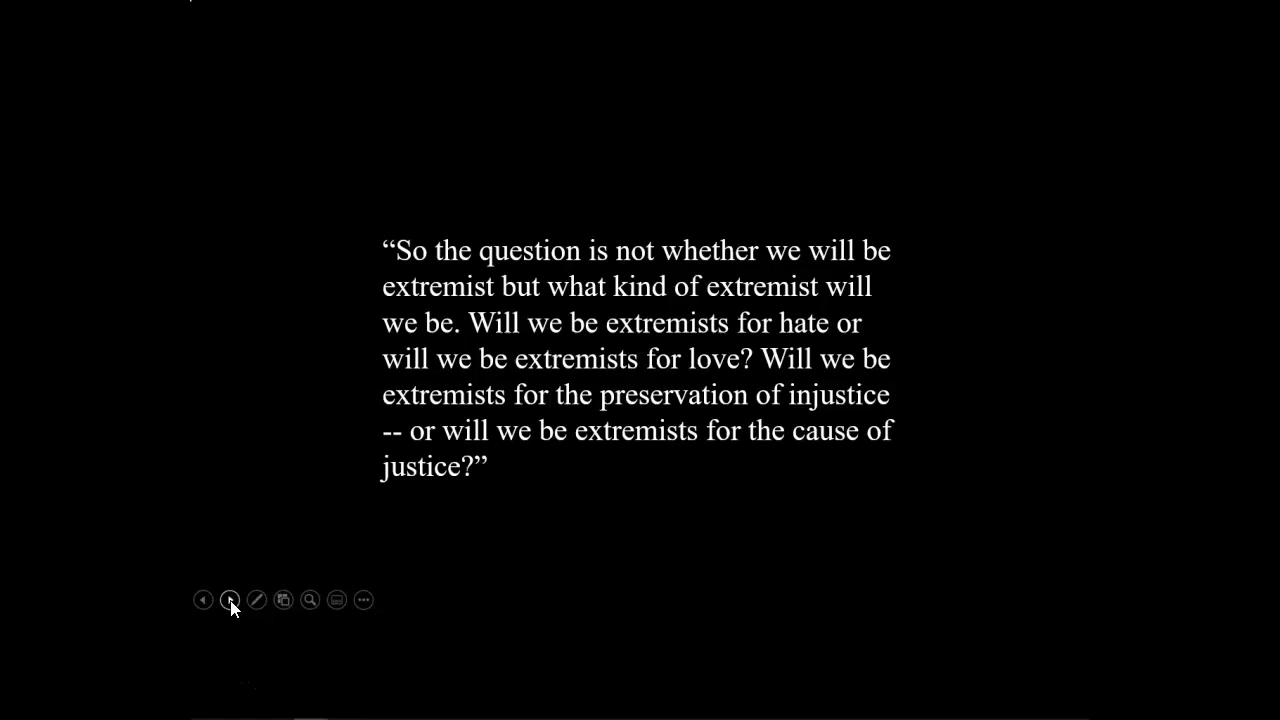 “So the question is not whether we will be
extremist but what kind of extremist will
we be. Will we be extremists for hate or
will we be extremists for love? Will we be
extremists for the preservation of injustice
-- or will we be extremists for the cause of
justice?”